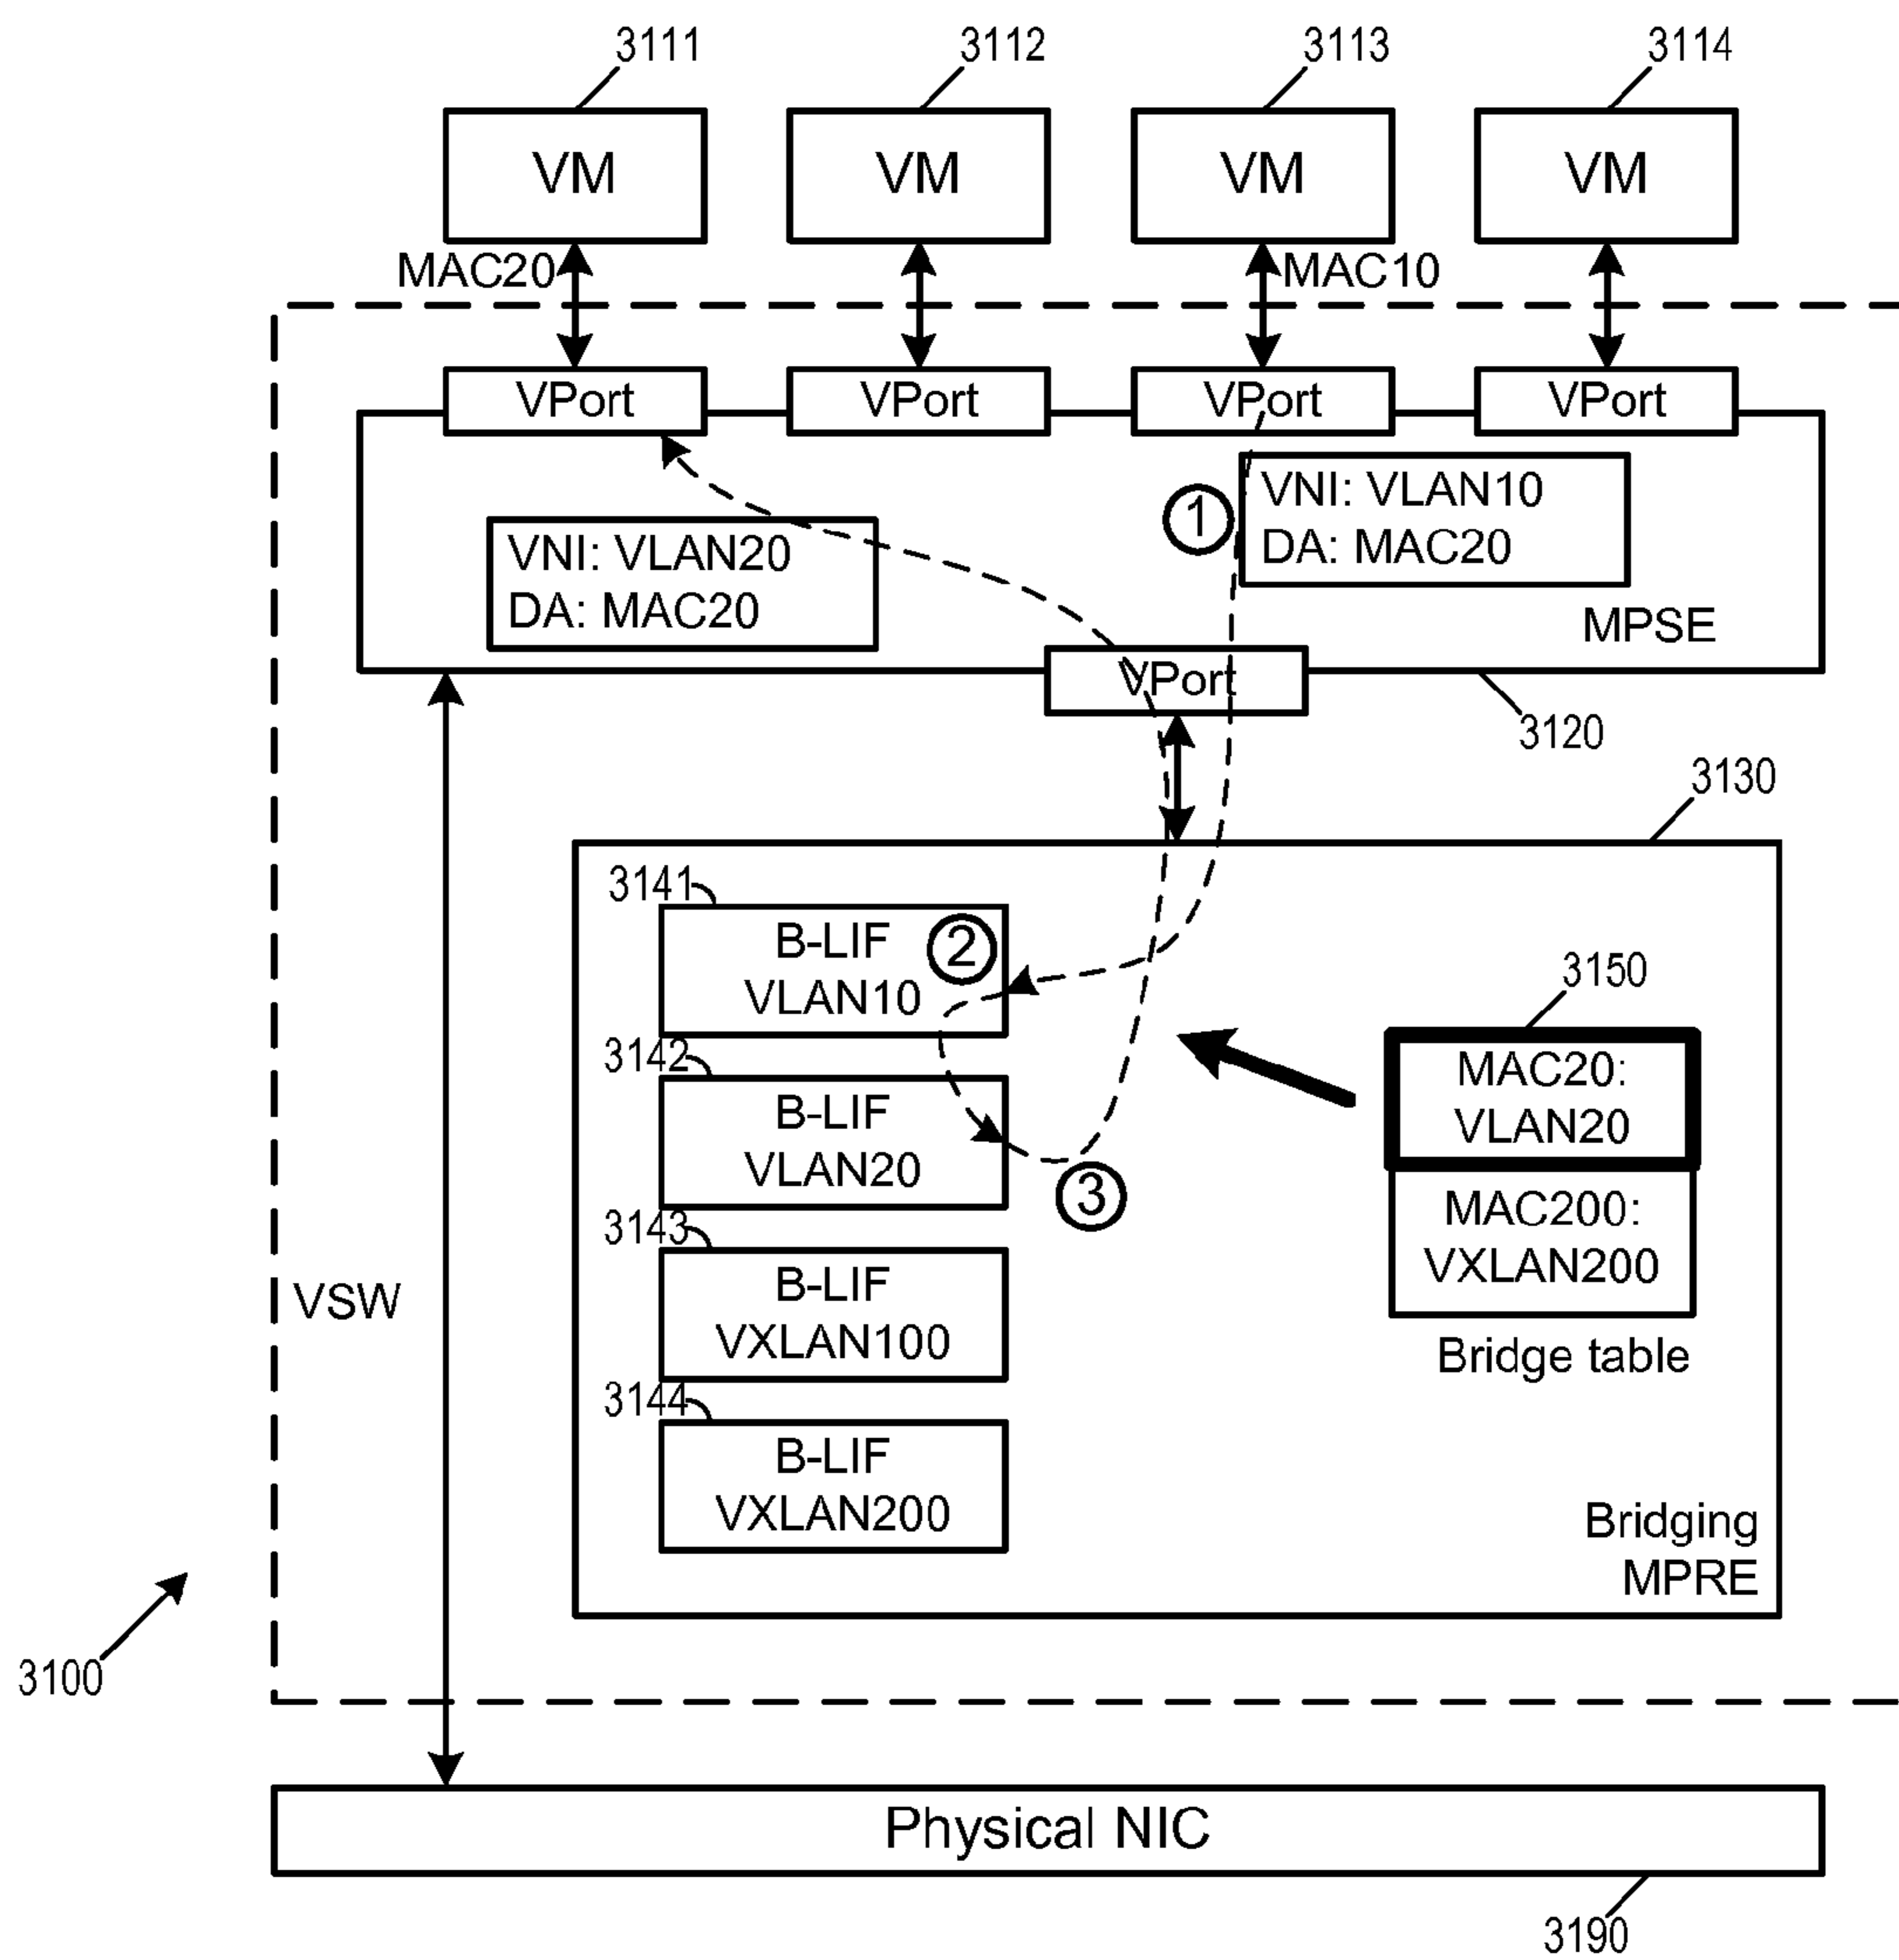 3111
3112
3113
3114
VM
VM
VM
VM
MAC20
MAC10
VPort
VPort
VPort
VPort
1
VNI: VLAN10
DA: MAC20
VNI: VLAN20
DA: MAC20
MPSE
VPort
3120
3130
3141
B-LIF
VLAN10
2
3150
3142
B-LIF
VLAN20
3
MAC20:
VLAN20
MAC200:
VXLAN200
Bridge table
3143
B-LIF
VXLAN100
VSW
3144
B-LIF
VXLAN200
Bridging
MPRE
3100
Physical NIC
3190